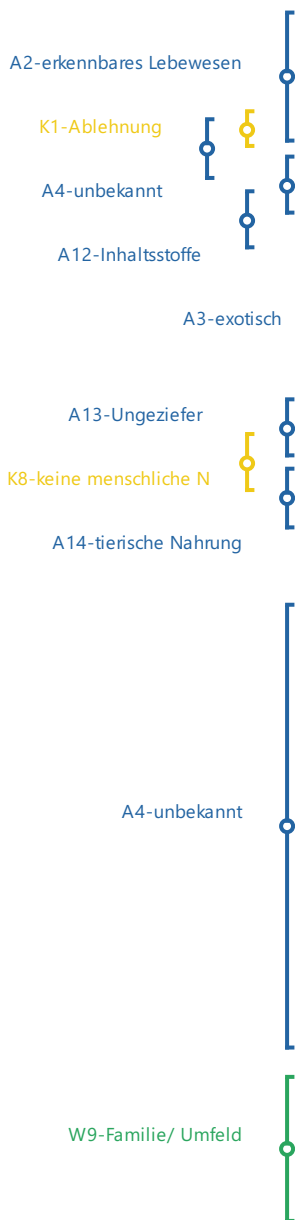 A2-erkennbares Lebewesen
K1-Ablehnung
A4-unbekannt
A12-Inhaltsstoffe
A3-exotisch
A13-Ungeziefer
K8-keine menschliche N
A14-tierische Nahrung
A4-unbekannt
W9-Familie/ Umfeld